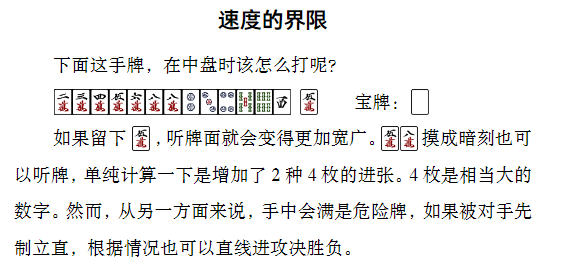 速度的界限
下面这手牌，在中盘时该怎么打呢？
二萬 三萬 四萬 伍萬 六萬 八萬 八萬 西 伍萬 宝牌：
如果留下 伍萬 ，听牌面就会变得更加宽广。伍萬 八萬 摸成暗刻也可
以听牌，单纯计算一下是增加了 2 种 4 枚的进张。4 枚是相当大的
数字。然而，从另一方面来说，手中会满是危险牌，如果被对手先
制立直，根据情况也可以直线进攻决胜负。